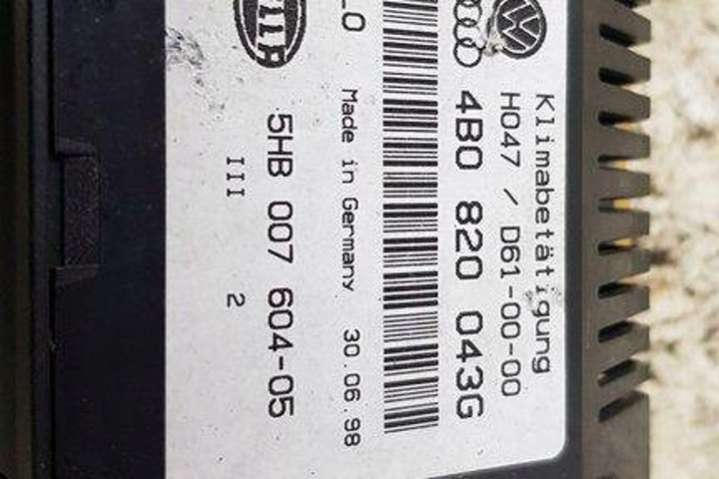 Klimabetätigung
H047 / D61-00-00
4B0 820 043G
LO Made in Germany 30.06.98
5HB 007 604-05
III 2